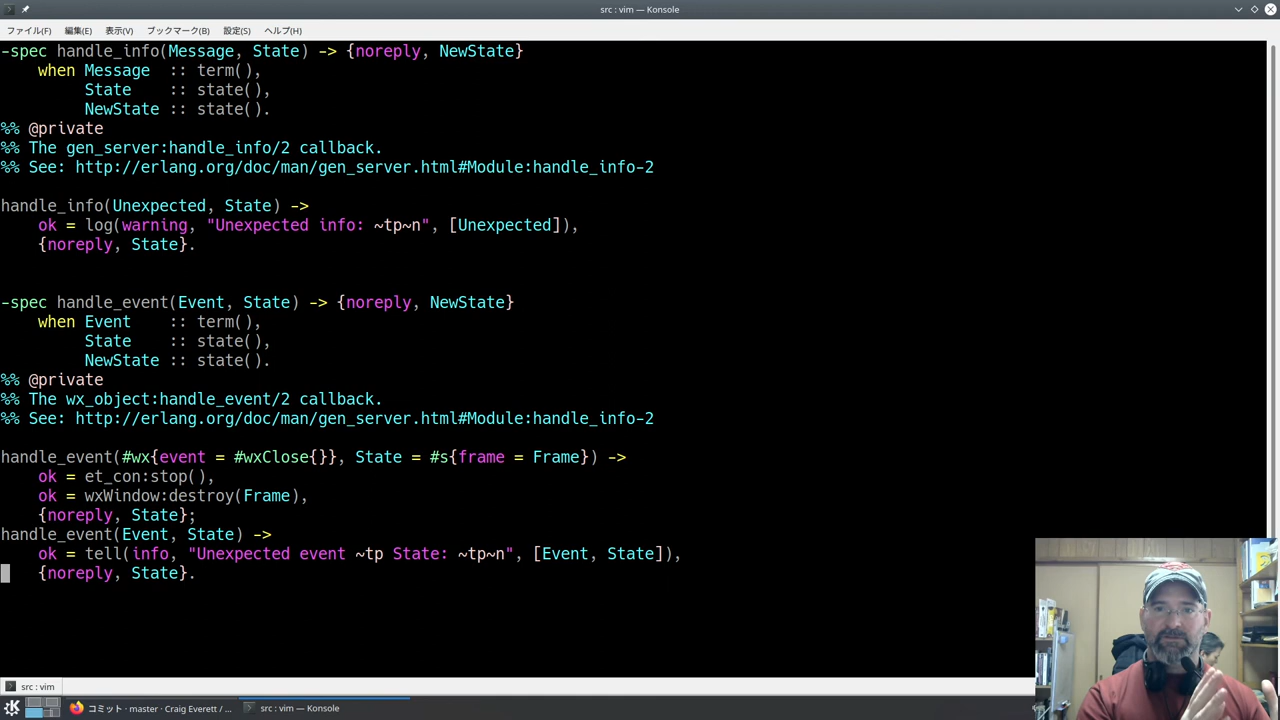 src : vim — Konsole
ファイル(F) 編集(E) 表示(V) ブックマーク(B) 設定(S) ヘルプ(H)
-spec handle_info(Message, State) -> {noreply, NewState}
    when Message  :: term(),
         State    :: state(),
         NewState :: state().
%% @private
%% The gen_server:handle_info/2 callback.
%% See: http://erlang.org/doc/man/gen_server.html#Module:handle_info-2
handle_info(Unexpected, State) ->
    ok = log(warning, "Unexpected info: ~tp~n", [Unexpected]),
    {noreply, State}.
-spec handle_event(Event, State) -> {noreply, NewState}
    when Event    :: term(),
         State    :: state(),
         NewState :: state().
%% @private
%% The wx_object:handle_event/2 callback.
%% See: http://erlang.org/doc/man/gen_server.html#Module:handle_info-2
handle_event(#wx{event = #wxClose{}}, State = #s{frame = Frame}) ->
    ok = et_con:stop(),
    ok = wxWindow:destroy(Frame),
    {noreply, State};
handle_event(Event, State) ->
    ok = tell(info, "Unexpected event ~tp State: ~tp~n", [Event, State]),
    {noreply, State}.
src : vim
コミット · master · Craig Everett / ... src : vim — Konsole